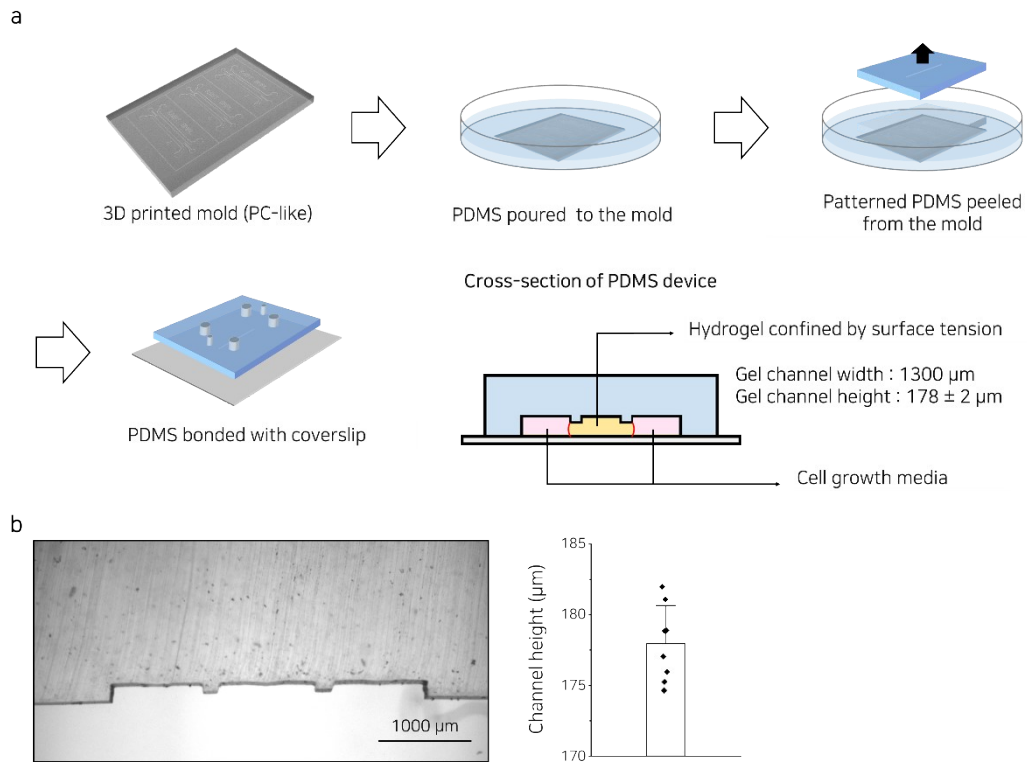 a
3D printed mold (PC-like)
PDMS poured to the mold
Patterned PDMS peeled
from the mold
PDMS bonded with coverslip
Cross-section of PDMS device
Hydrogel confined by surface tension
Gel channel width : 1300 μm
Gel channel height : 178 ± 2 μm
Cell growth media
b
1000 μm
Channel height (μm)
185
180
175
170